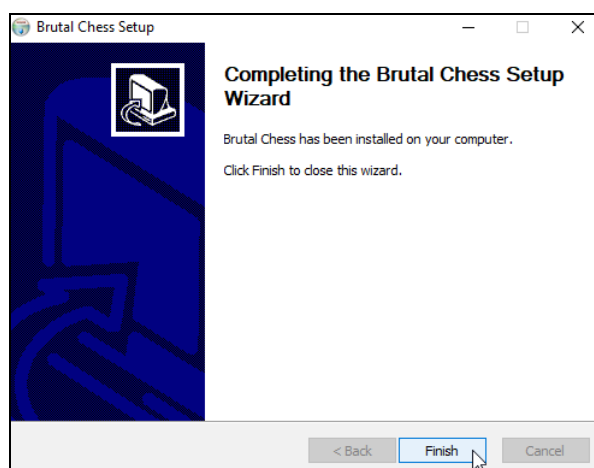 Brutal Chess Setup
Completing the Brutal Chess Setup
Wizard
Brutal Chess has been installed on your computer.
Click Finish to close this wizard.
< Back Finish Cancel